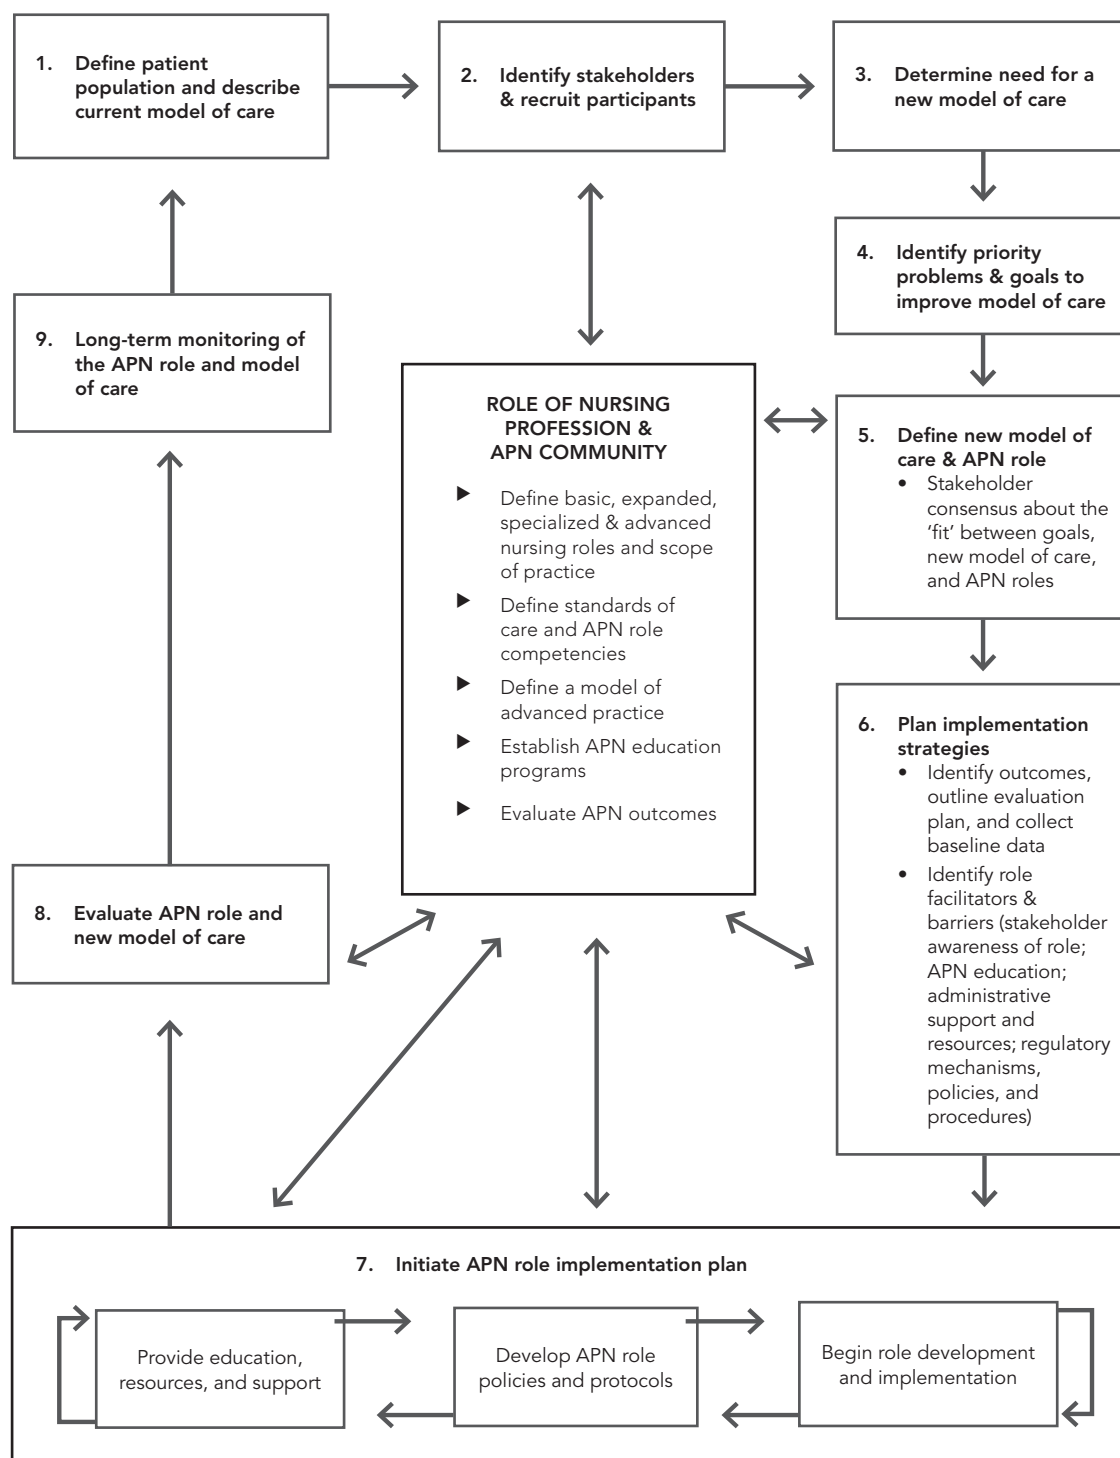 1. Define patient
population and describe
current model of care
2. Identify stakeholders
& recruit participants
3. Determine need for a
new model of care
4. Identify priority
problems & goals to
improve model of care
9. Long-term monitoring of
the APN role and model
of care
ROLE OF NURSING
PROFESSION &
APN COMMUNITY
► Define basic, expanded,
specialized & advanced
nursing roles and scope
of practice
► Define standards of
care and APN role
competencies
► Define a model of
advanced practice
► Establish APN education
programs
► Evaluate APN outcomes
5. Define new model of
care & APN role
• Stakeholder
consensus about the
‘fit’ between goals,
new model of care,
and APN roles
6. Plan implementation
strategies
• Identify outcomes,
outline evaluation
plan, and collect
baseline data
• Identify role
facilitators &
barriers (stakeholder
awareness of role;
APN education;
administrative
support and
resources; regulatory
mechanisms,
policies, and
procedures)
8. Evaluate APN role and
new model of care
7. Initiate APN role implementation plan
Provide education,
resources, and support
Develop APN role
policies and protocols
Begin role development
and implementation